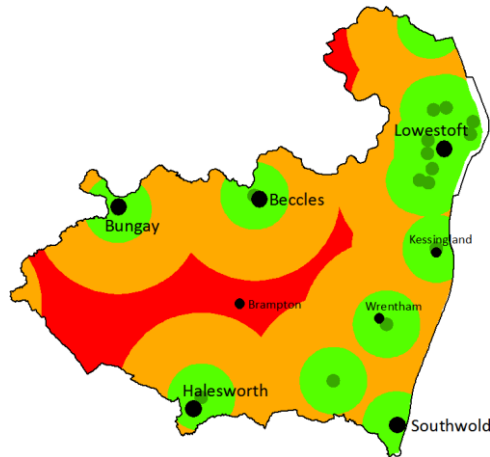 Lowestoft
Beccles
Bungay
Kessingland
Brampton
Wrentham
Halesworth
Southwold